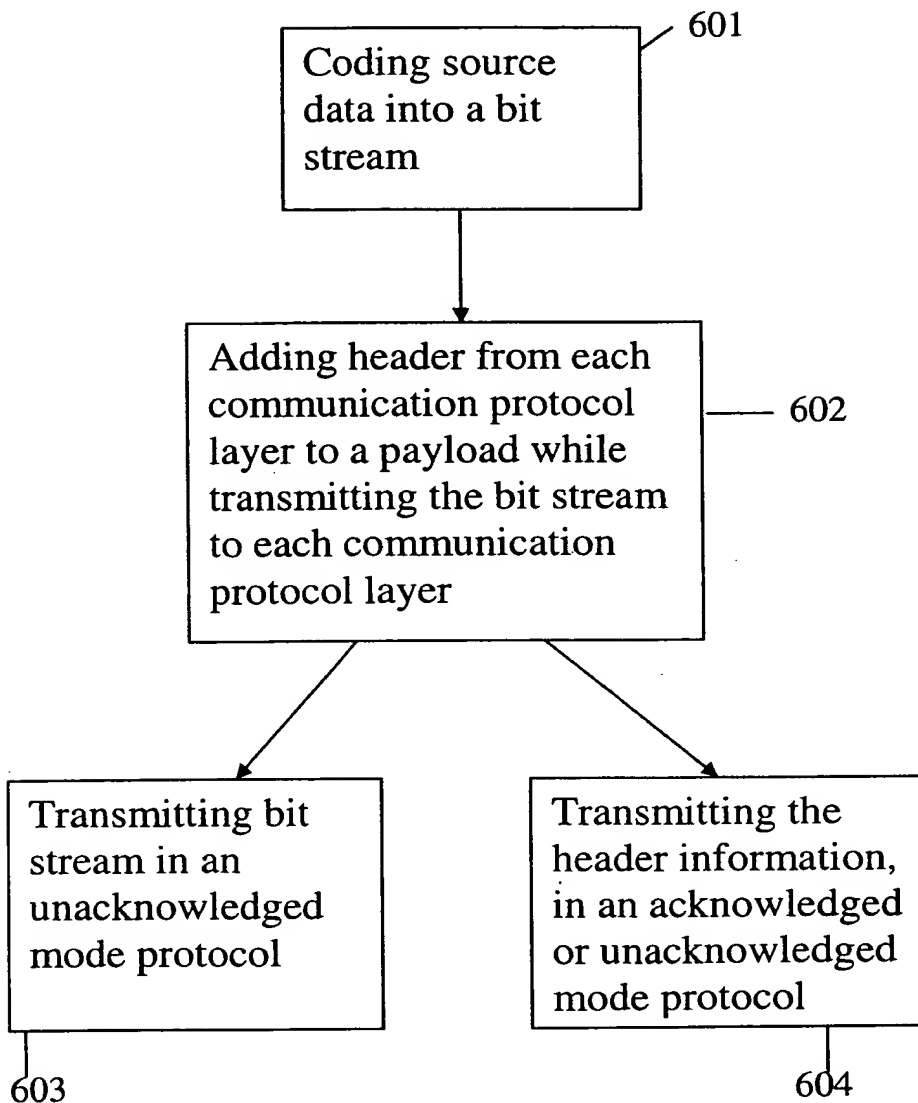 601
Coding source
data into a bit
stream
Adding header from each
communication protocol
layer to a payload while
transmitting the bit stream
to each communication
protocol layer
602
Transmitting bit
stream in an
unacknowledged
mode protocol
Transmitting the
header information,
in an acknowledged
or unacknowledged
mode protocol
603
604